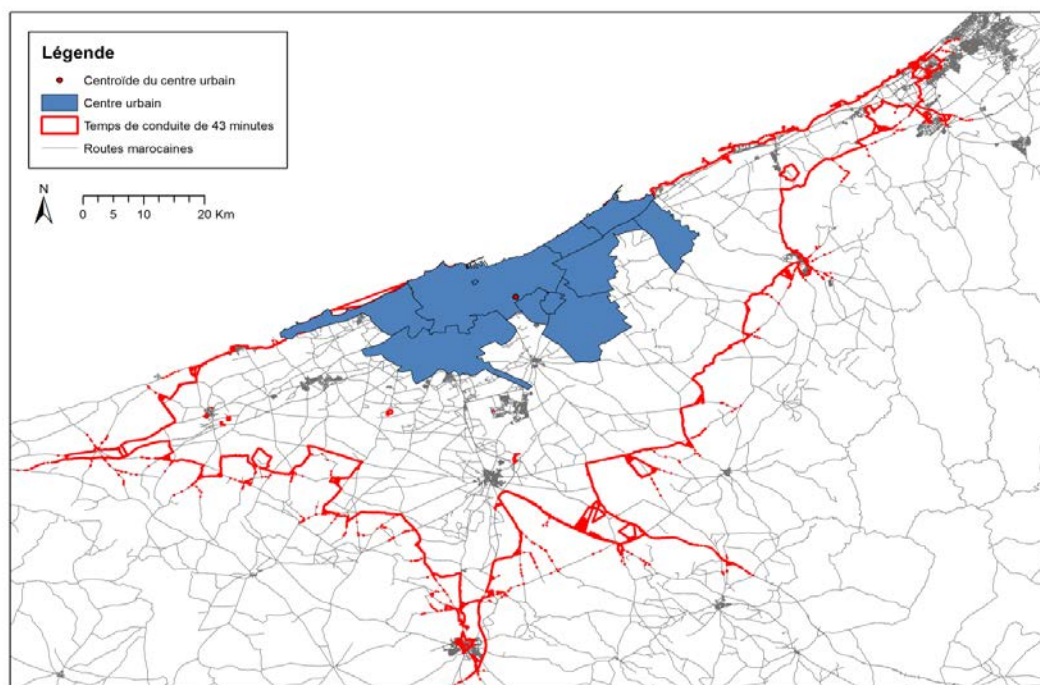 Légende
Centroïde du centre urbain
Centre urbain
Temps de conduite de 43 minutes
Routes marocaines
N
0 5 10 20 Km